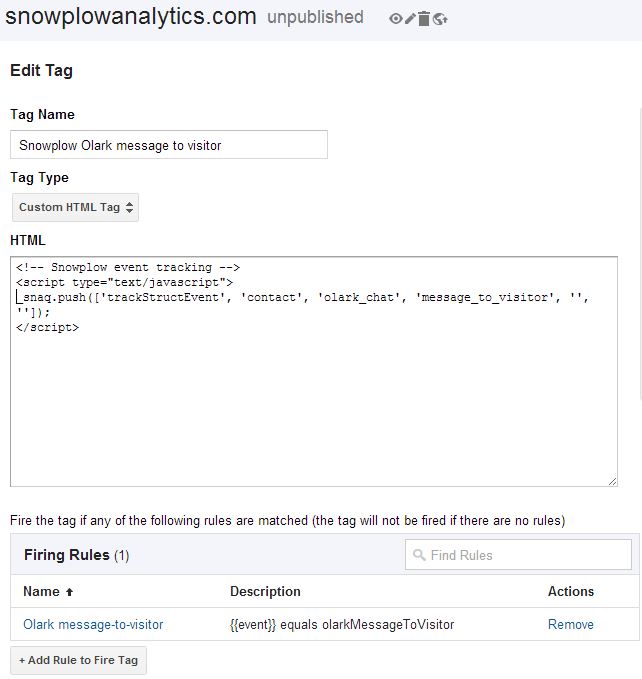 snowplowanalytics.com unpublished
Edit Tag
Tag Name
Snowplow Olark message to visitor
Tag Type
Custom HTML Tag
HTML
<!-- Snowplow event tracking -->
<script type="text/javascript">
_snaq.push(['trackStructEvent', 'contact', 'olark_chat', 'message_to_visitor', '',
'']);
</script>
Fire the tag if any of the following rules are matched (the tag will not be fired if there are no rules)
Firing Rules (1) Find Rules
Name Description Actions
Olark message-to-visitor {{event}} equals olarkMessageToVisitor Remove
+ Add Rule to Fire Tag